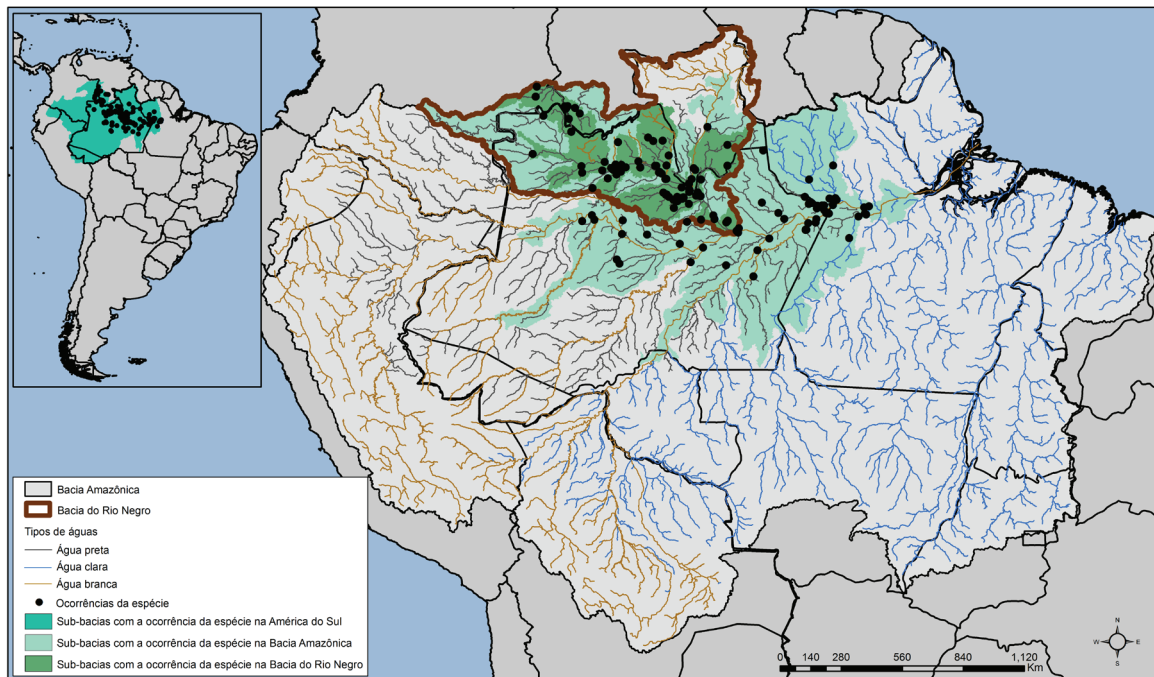 Bacia Amazônica
Bacia do Rio Negro
Tipos de águas
Água preta
Água clara
Água branca
Ocorrências da espécie
Sub-bacias com a ocorrência da espécie na América do Sul
Sub-bacias com a ocorrência da espécie na Bacia Amazônica
Sub-bacias com a ocorrência da espécie na Bacia do Rio Negro
N
W E
S
0 140 280 560 840 1,120
Km